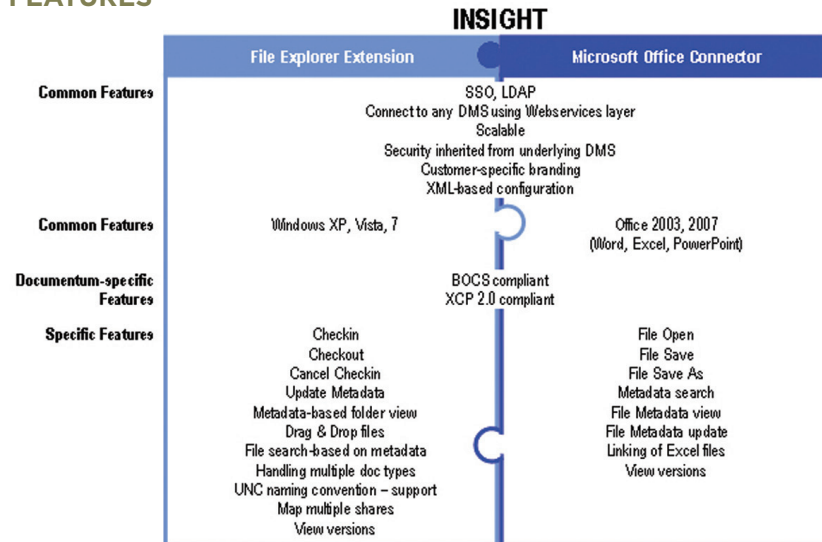 FEATURES
INSIGHT
File Explorer Extension
Microsoft Office Connector
Common Features
SSO, LDAP
Connect to any DMS using Webservices layer
Scalable
Security inherited from underlying DMS
Customer-specific branding
XML-based configuration
Common Features
Windows XP, Vista, 7
Office 2003, 2007
(Word, Excel, PowerPoint)
Documentum-specific
Features
BOCS compliant
XCP 2.0 compliant
Specific Features
Checkin
Checkout
Cancel Checkin
Update Metadata
Metadata-based folder view
Drag & Drop files
File search-based on metadata
Handling multiple doc types
UNC naming convention – support
Map multiple shares
View versions
File Open
File Save
File Save As
Metadata search
File Metadata view
File Metadata update
Linking of Excel files
View versions